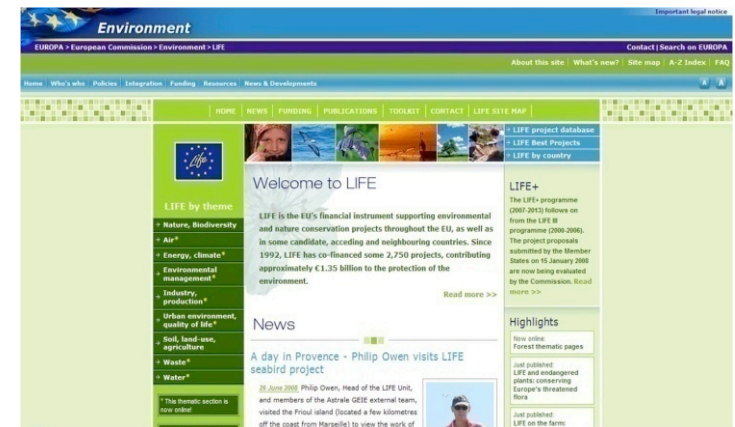 Important legal notice
Environment
EUROPA > European Commission > Environment > LIFE
Contact | Search on EUROPA
About this site | What's new? | Site map | A-Z Index | FAQ
Home | Who's who | Policies | Integration | Funding | Resources | News & Developments
A A
HOME | NEWS | FUNDING | PUBLICATIONS | TOOLKIT | CONTACT | LIFE SITE MAP
LIFE project database
LIFE Best Projects
LIFE by country
Life
LIFE by theme
Nature, Biodiversity
Air*
Energy, climate*
Environmental
management*
Industry,
production*
Urban environment,
quality of life*
Soil, land-use,
agriculture
Waste*
Water*
* This thematic section is
now online!
Welcome to LIFE
LIFE is the EU's financial instrument supporting environmental
and nature conservation projects throughout the EU, as well as
in some candidate, acceding and neighbouring countries. Since
1992, LIFE has co-financed some 2,750 projects, contributing
approximately €1.35 billion to the protection of the
environment.
Read more >>
News
A day in Provence - Philip Owen visits LIFE
seabird project
26 June 2008 Philip Owen, Head of the LIFE Unit,
and members of the Astrale GEIE external team,
visited the Frioul island (located a few kilometres
off the coast from Marseille) to view the work of
LIFE+
The LIFE+ programme
(2007-2013) follows on
from the LIFE III
programme (2000-2006).
The project proposals
submitted by the Member
States on 15 January 2008
are now being evaluated
by the Commission. Read
more >>
Highlights
Now online:
Forest thematic pages
Just published:
LIFE and endangered
plants: conserving
Europe's threatened
flora
Just published:
LIFE on the farm: